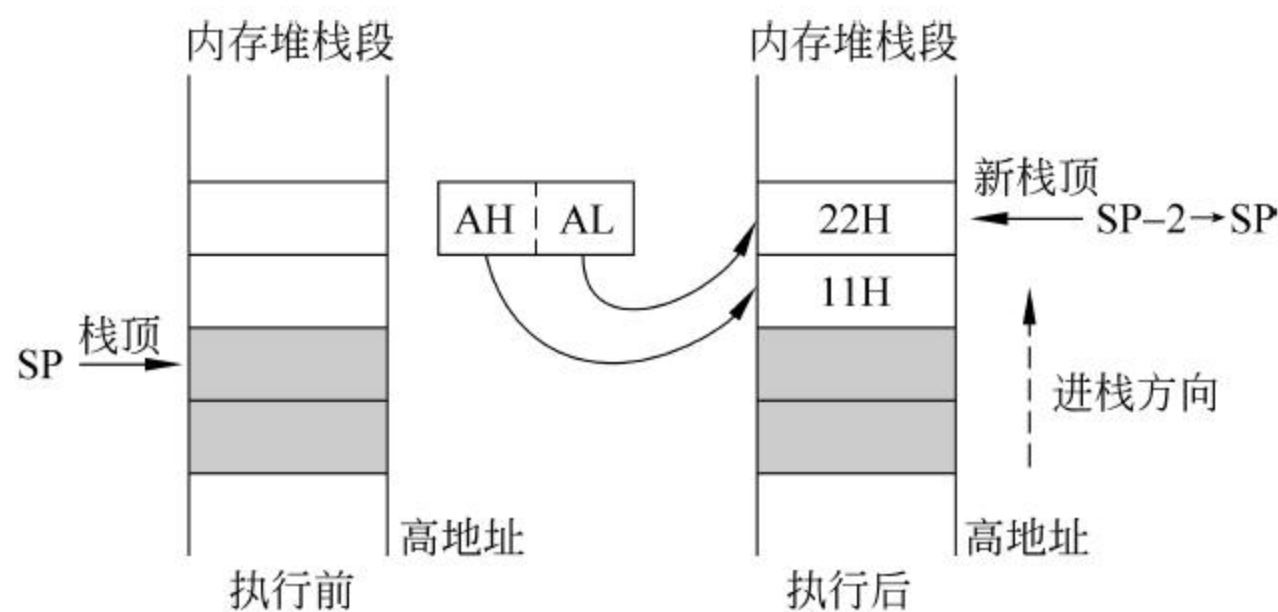 内存堆栈段
内存堆栈段
AH
AL
22H
新栈顶
SP-2→SP
11H
SP
栈顶
进栈方向
高地址
高地址
执行前
执行后